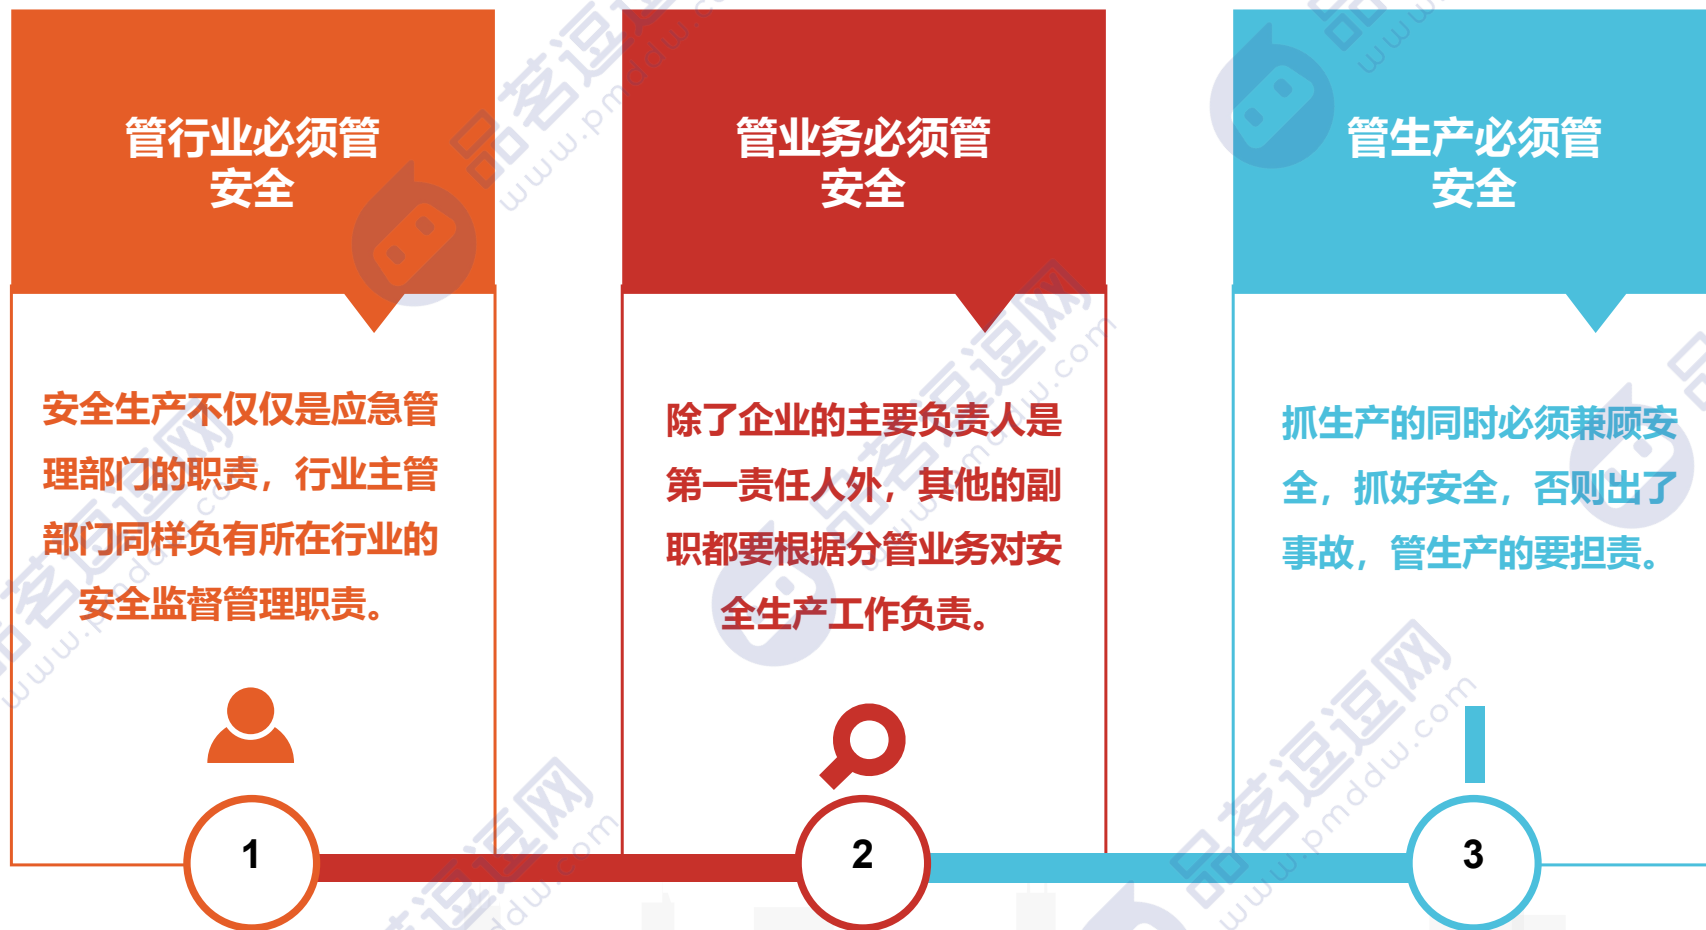 管行业必须管
安全
安全生产不仅仅是应急管
理部门的职责，行业主管
部门同样负有所在行业的
安全监督管理职责。
1
管业务必须管
安全
除了企业的主要负责人是
第一责任人外，其他的副
职都要根据分管业务对安
全生产工作负责。
2
管生产必须管
安全
抓生产的同时必须兼顾安
全，抓好安全，否则出了
事故，管生产的要担责。
3
品茗逗网
www.pmddw.com